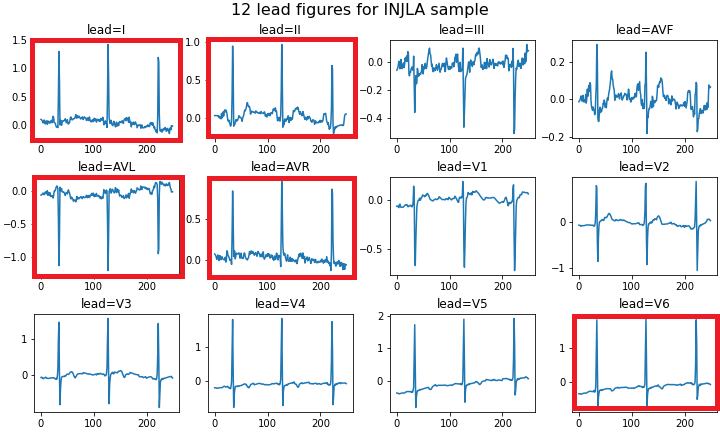 12 lead figures for INJLA sample
lead=I lead=II lead=III lead=AVF
1.5 1.0 0.5 0.0
1.0 0.5 0.0
0.0 −0.2 −0.4
0.2 0.0 −0.2
0 100 200 0 100 200 0 100 200 0 100 200
lead=AVL lead=AVR lead=V1 lead=V2
0.0 −0.5 −1.0
0.5 0.0
0.0 −0.5
0 −1
0 100 200 0 100 200 0 100 200 0 100 200
lead=V3 lead=V4 lead=V5 lead=V6
1 0
1 0
2 1 0
1 0
0 100 200 0 100 200 0 100 200 0 100 200